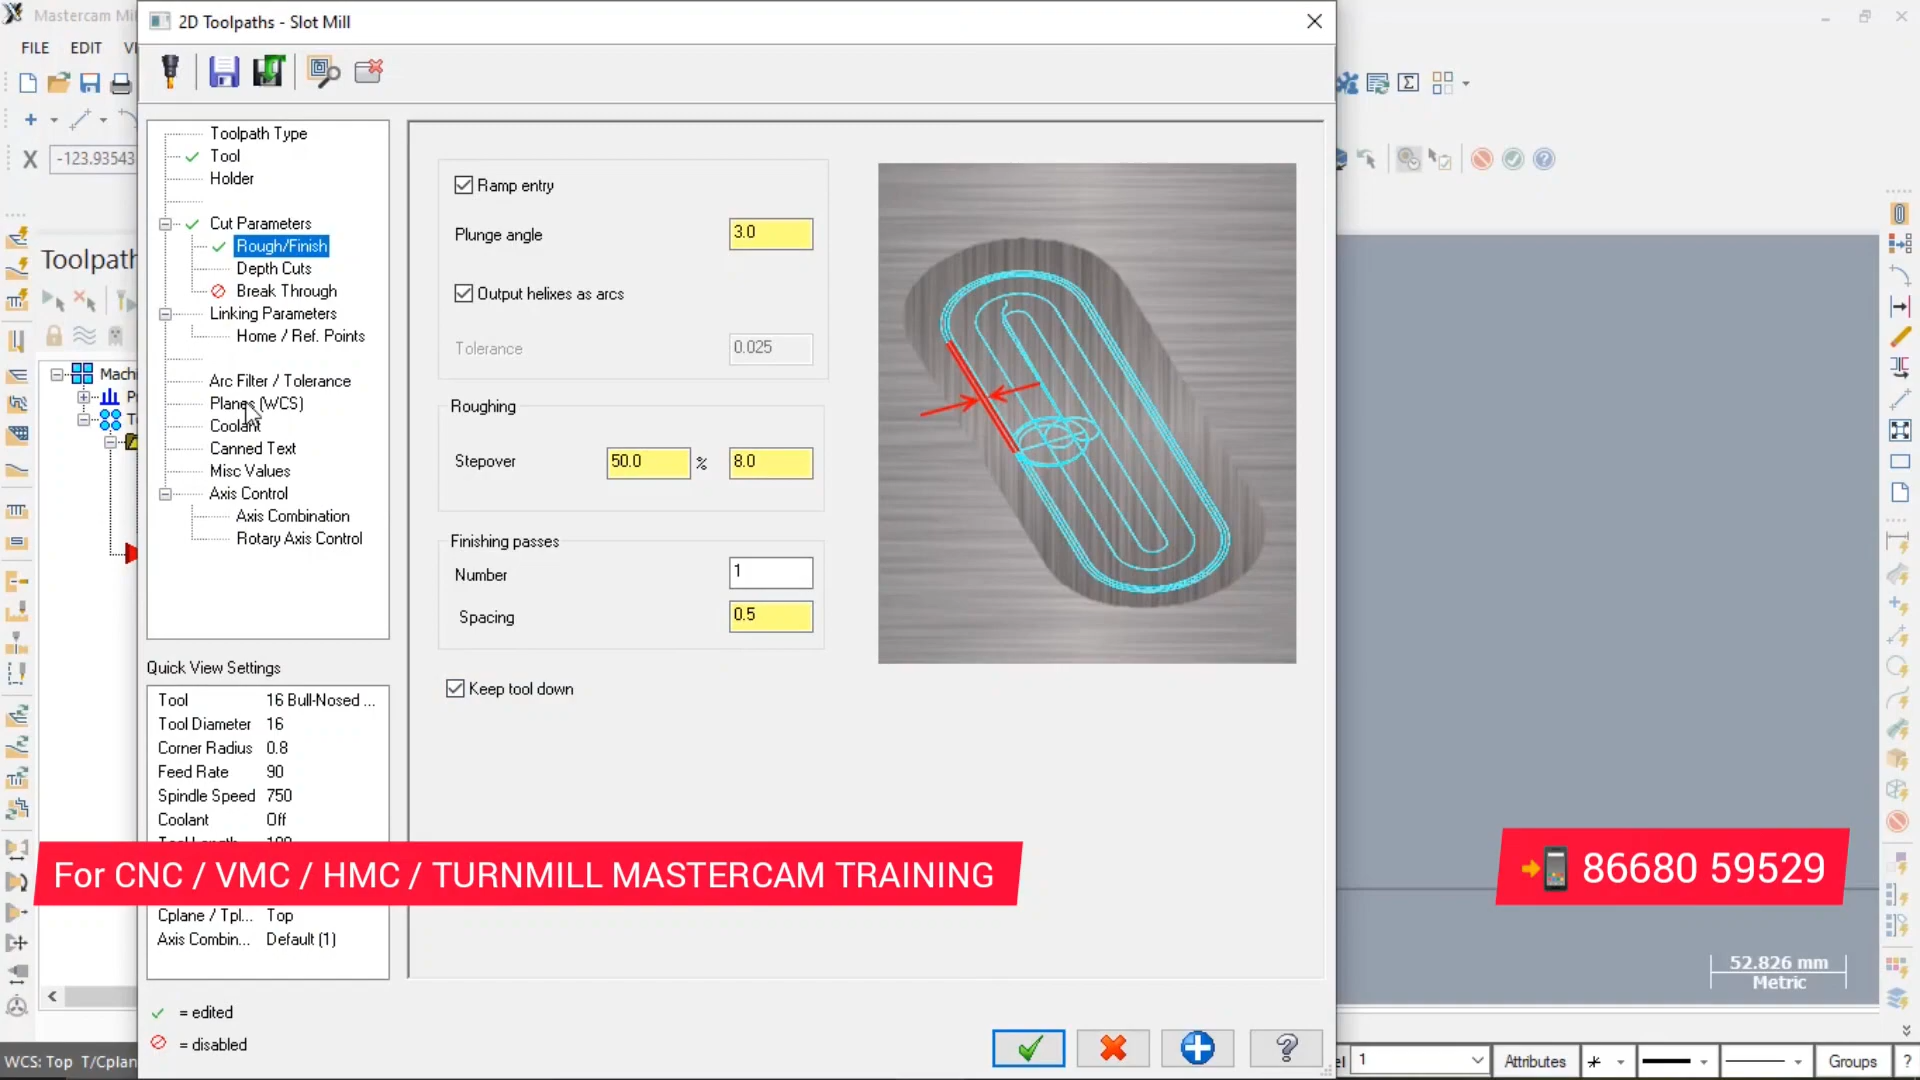 Mastercam Mi
2D Toolpaths - Slot Mill
FILE EDIT
X -123.93543
Toolpath
Machi
Toolpath Type
Tool
Holder
Cut Parameters
Rough/Finish
Depth Cuts
Break Through
Linking Parameters
Home / Ref. Points
Arc Filter / Tolerance
Planes (WCS)
Coolant
Canned Text
Misc Values
Axis Control
Axis Combination
Rotary Axis Control
Ramp entry
Plunge angle 3.0
Output helixes as arcs
Tolerance 0.025
Roughing
Stepover 50.0 % 8.0
Finishing passes
Number 1
Spacing 0.5
Keep tool down
Quick View Settings
Tool 16 Bull-Nosed ...
Tool Diameter 16
Corner Radius 0.8
Feed Rate 90
Spindle Speed 750
Coolant Off
For CNC / VMC / HMC / TURNMILL MASTERCAM TRAINING
86680 59529
Cplane / Tpl... Top
Axis Combin... Default (1)
= edited
= disabled
52.826 mm
Metric
WCS: Top T/Cplan
1
Attributes
Groups
?